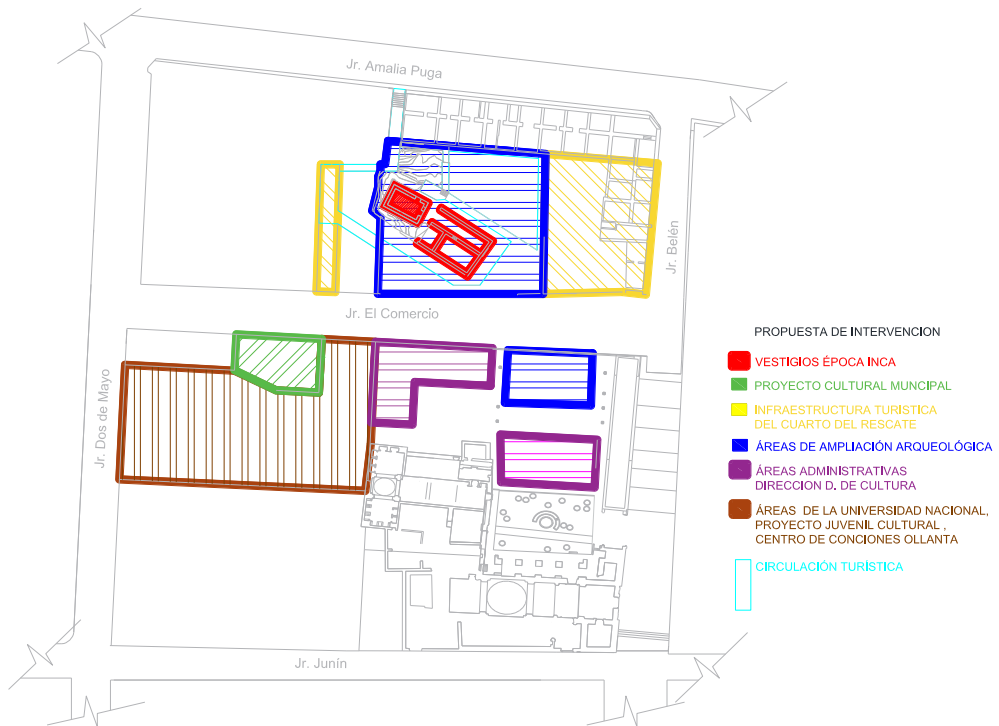 Jr. Amalia Puga
Jr. Belén
Jr. El Comercio
Jr. Dos de Mayo
Jr. Junín
PROPUESTA DE INTERVENCION
VESTIGIOS ÉPOCA INCA
PROYECTO CULTURAL MUNCIPAL
INFRAESTRUCTURA TURISTICA
DEL CUARTO DEL RESCATE
ÁREAS DE AMPLIACIÓN ARQUEOLÓGICA
ÁREAS ADMINISTRATIVAS
DIRECCION D. DE CULTURA
ÁREAS DE LA UNIVERSIDAD NACIONAL,
PROYECTO JUVENIL CULTURAL ,
CENTRO DE CONCIONES OLLANTA
CIRCULACIÓN TURÍSTICA